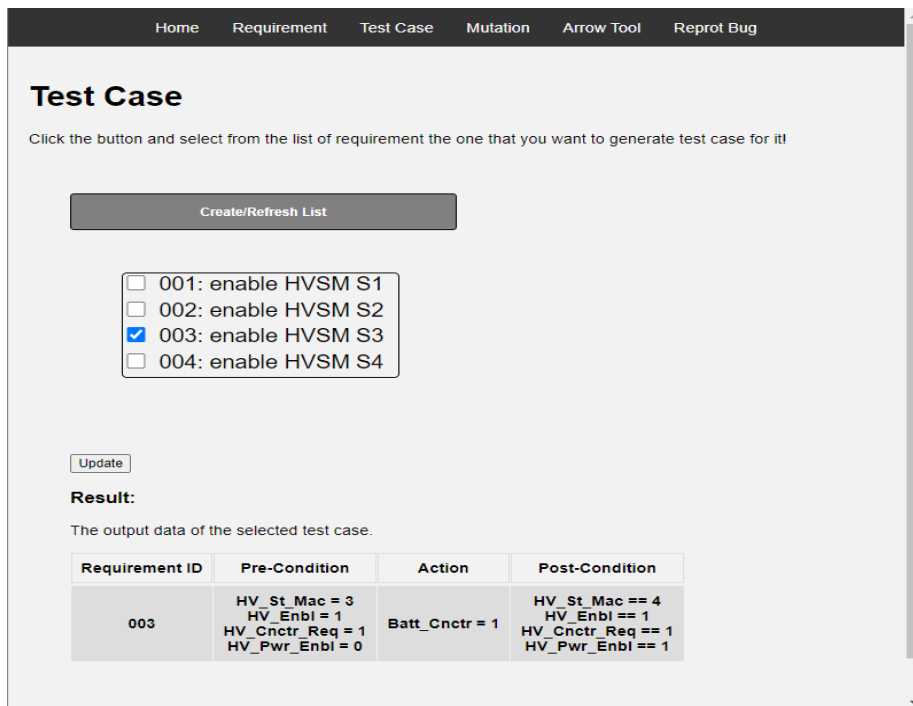 Home Requirement Test Case Mutation Arrow Tool Reprot Bug
Test Case
Click the button and select from the list of requirement the one that you want to generate test case for it!
Create/Refresh List
001: enable HVSM S1
002: enable HVSM S2
003: enable HVSM S3
004: enable HVSM S4
Update
Result:
The output data of the selected test case.
Requirement ID Pre-Condition Action Post-Condition
003
HV_St_Mac = 3
HV_Enbl = 1
HV_Cnctr_Req = 1
HV_Pwr_Enbl = 0
Batt_Cnctr = 1
HV_St_Mac == 4
HV_Enbl == 1
HV_Cnctr_Req == 1
HV_Pwr_Enbl == 1